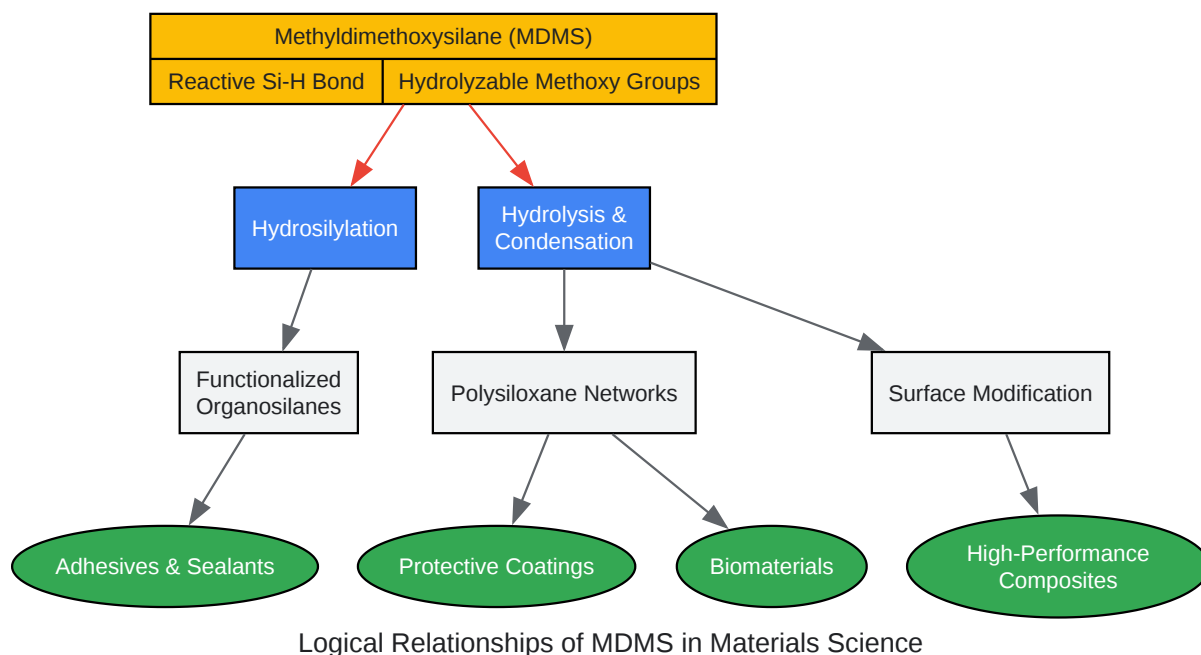 Methyldimethoxysilane (MDMS)
Reactive Si-H Bond
Hydrolyzable Methoxy Groups
Hydrosilylation
Hydrolysis &
Condensation
Functionalized
Organosilanes
Polysiloxane Networks
Surface Modification
Adhesives & Sealants
Protective Coatings
Biomaterials
High-Performance
Composites
Logical Relationships of MDMS in Materials Science